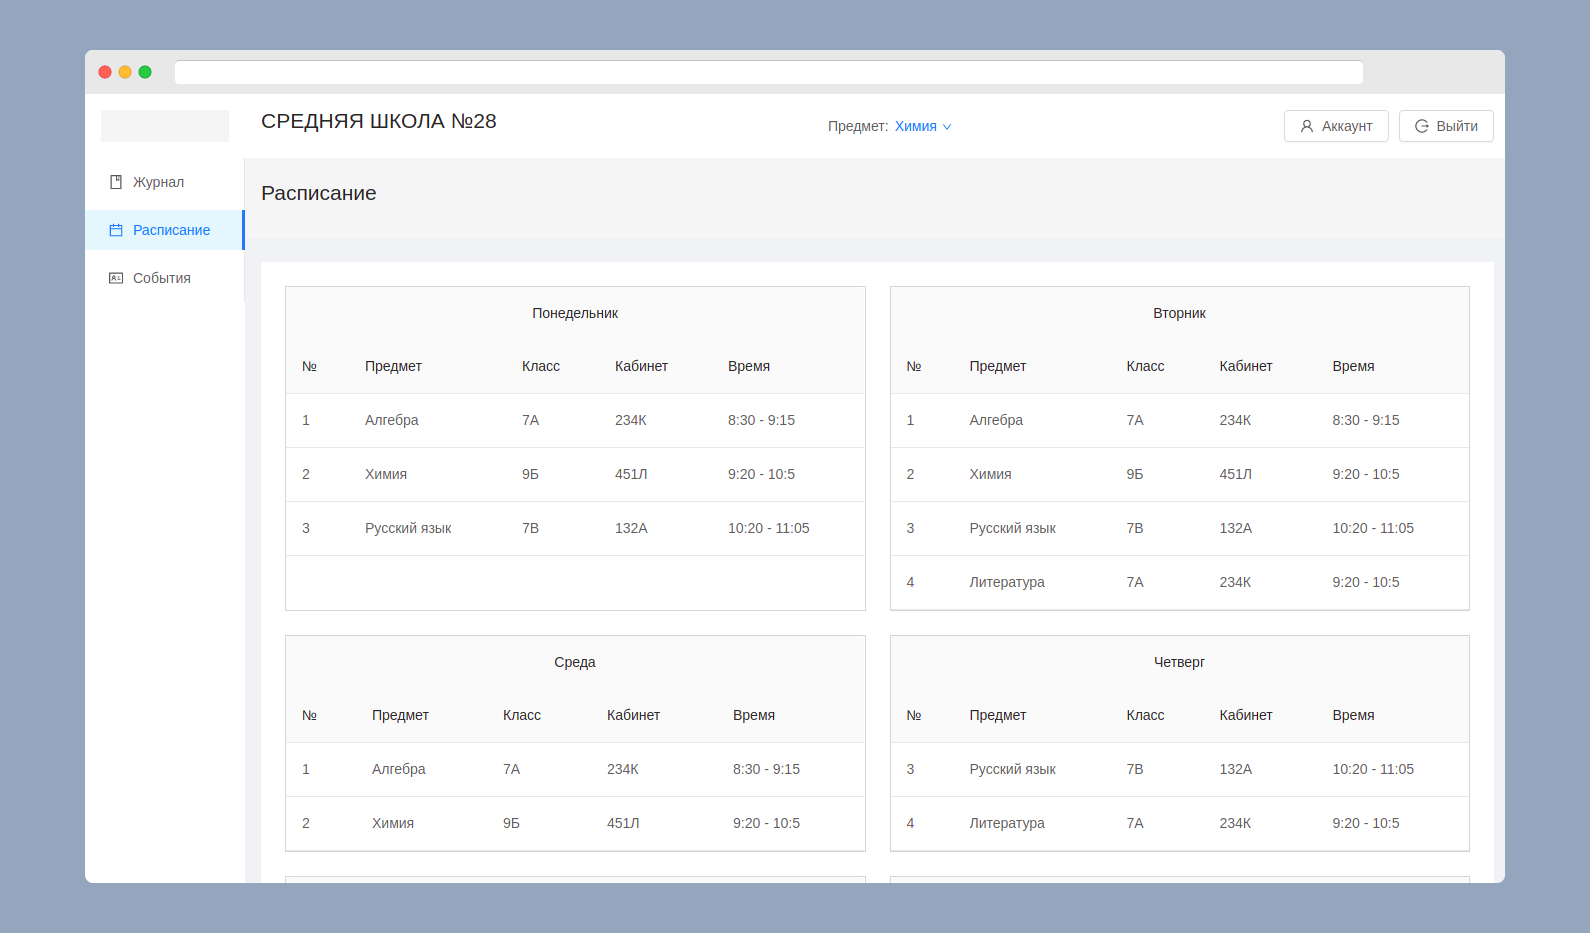 СРЕДНЯЯ ШКОЛА №28
Предмет: Химия
Аккаунт
Выйти
Журнал
Расписание
События
Расписание
Понедельник
№ Предмет Класс Кабинет Время
1 Алгебра 7А 234К 8:30 - 9:15
2 Химия 9Б 451Л 9:20 - 10:5
3 Русский язык 7В 132А 10:20 - 11:05
Вторник
№ Предмет Класс Кабинет Время
1 Алгебра 7А 234К 8:30 - 9:15
2 Химия 9Б 451Л 9:20 - 10:5
3 Русский язык 7В 132А 10:20 - 11:05
4 Литература 7А 234К 9:20 - 10:5
Среда
№ Предмет Класс Кабинет Время
1 Алгебра 7А 234К 8:30 - 9:15
2 Химия 9Б 451Л 9:20 - 10:5
Четверг
№ Предмет Класс Кабинет Время
3 Русский язык 7В 132А 10:20 - 11:05
4 Литература 7А 234К 9:20 - 10:5